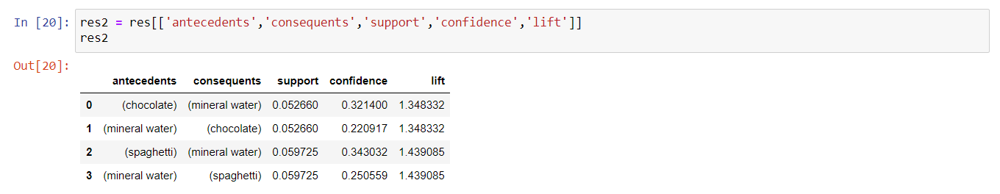 In [20]: res2 = res[['antecedents','consequents','support','confidence','lift']]
res2
Out[20]:
antecedents consequents support confidence lift
0 (chocolate) (mineral water) 0.052660 0.321400 1.348332
1 (mineral water) (chocolate) 0.052660 0.220917 1.348332
2 (spaghetti) (mineral water) 0.059725 0.343032 1.439085
3 (mineral water) (spaghetti) 0.059725 0.250559 1.439085